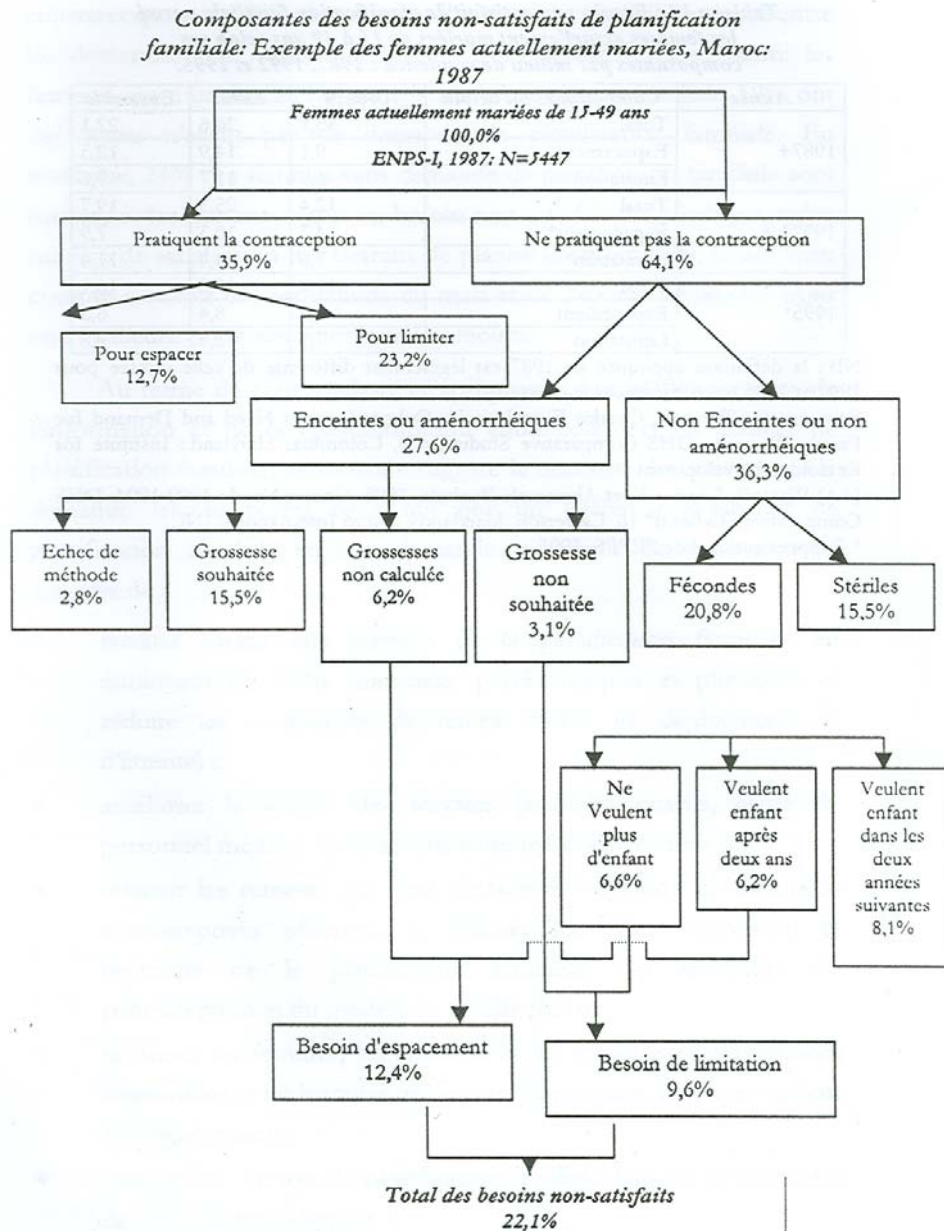 Composantes des besoins non-satisfaits de planification
familiale: Exemple des femmes actuellement mariées, Maroc:
1987
Femmes actuellement mariées de 15-49 ans
100,0%
ENPS-I, 1987: N=5447
Pratiquent la contraception
35,9%
Ne pratiquent pas la contraception
64,1%
Pour espacer
12,7%
Pour limiter
23,2%
Enceintes ou aménorrhéiques
27,6%
Non Enceintes ou non
aménorrhéiques
36,3%
Echec de
méthode
2,8%
Grossesse
souhaitée
15,5%
Grossesses
non calculée
6,2%
Grossesse
non
souhaitée
3,1%
Fécondes
20,8%
Stériles
15,5%
Ne
Veulent
plus
d'enfant
6,6%
Veulent
enfant
après
deux ans
6,2%
Veulent
enfant
dans les
deux
années
suivantes
8,1%
Besoin d'espacement
12,4%
Besoin de limitation
9,6%
Total des besoins non-satisfaits
22,1%